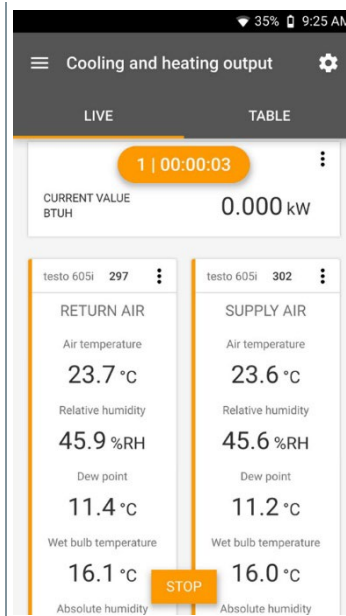 35% 9:25 AM
Cooling and heating output
LIVE TABLE
1 | 00:00:03
CURRENT VALUE
BTUH
0.000 kW
testo 605i 297
RETURN AIR
Air temperature
23.7 °C
Relative humidity
45.9 %RH
Dew point
11.4 °C
Wet bulb temperature
16.1 °C
Absolute humidity
testo 605i 302
SUPPLY AIR
Air temperature
23.6 °C
Relative humidity
45.6 %RH
Dew point
11.2 °C
Wet bulb temperature
16.0 °C
Absolute humidity
STOP